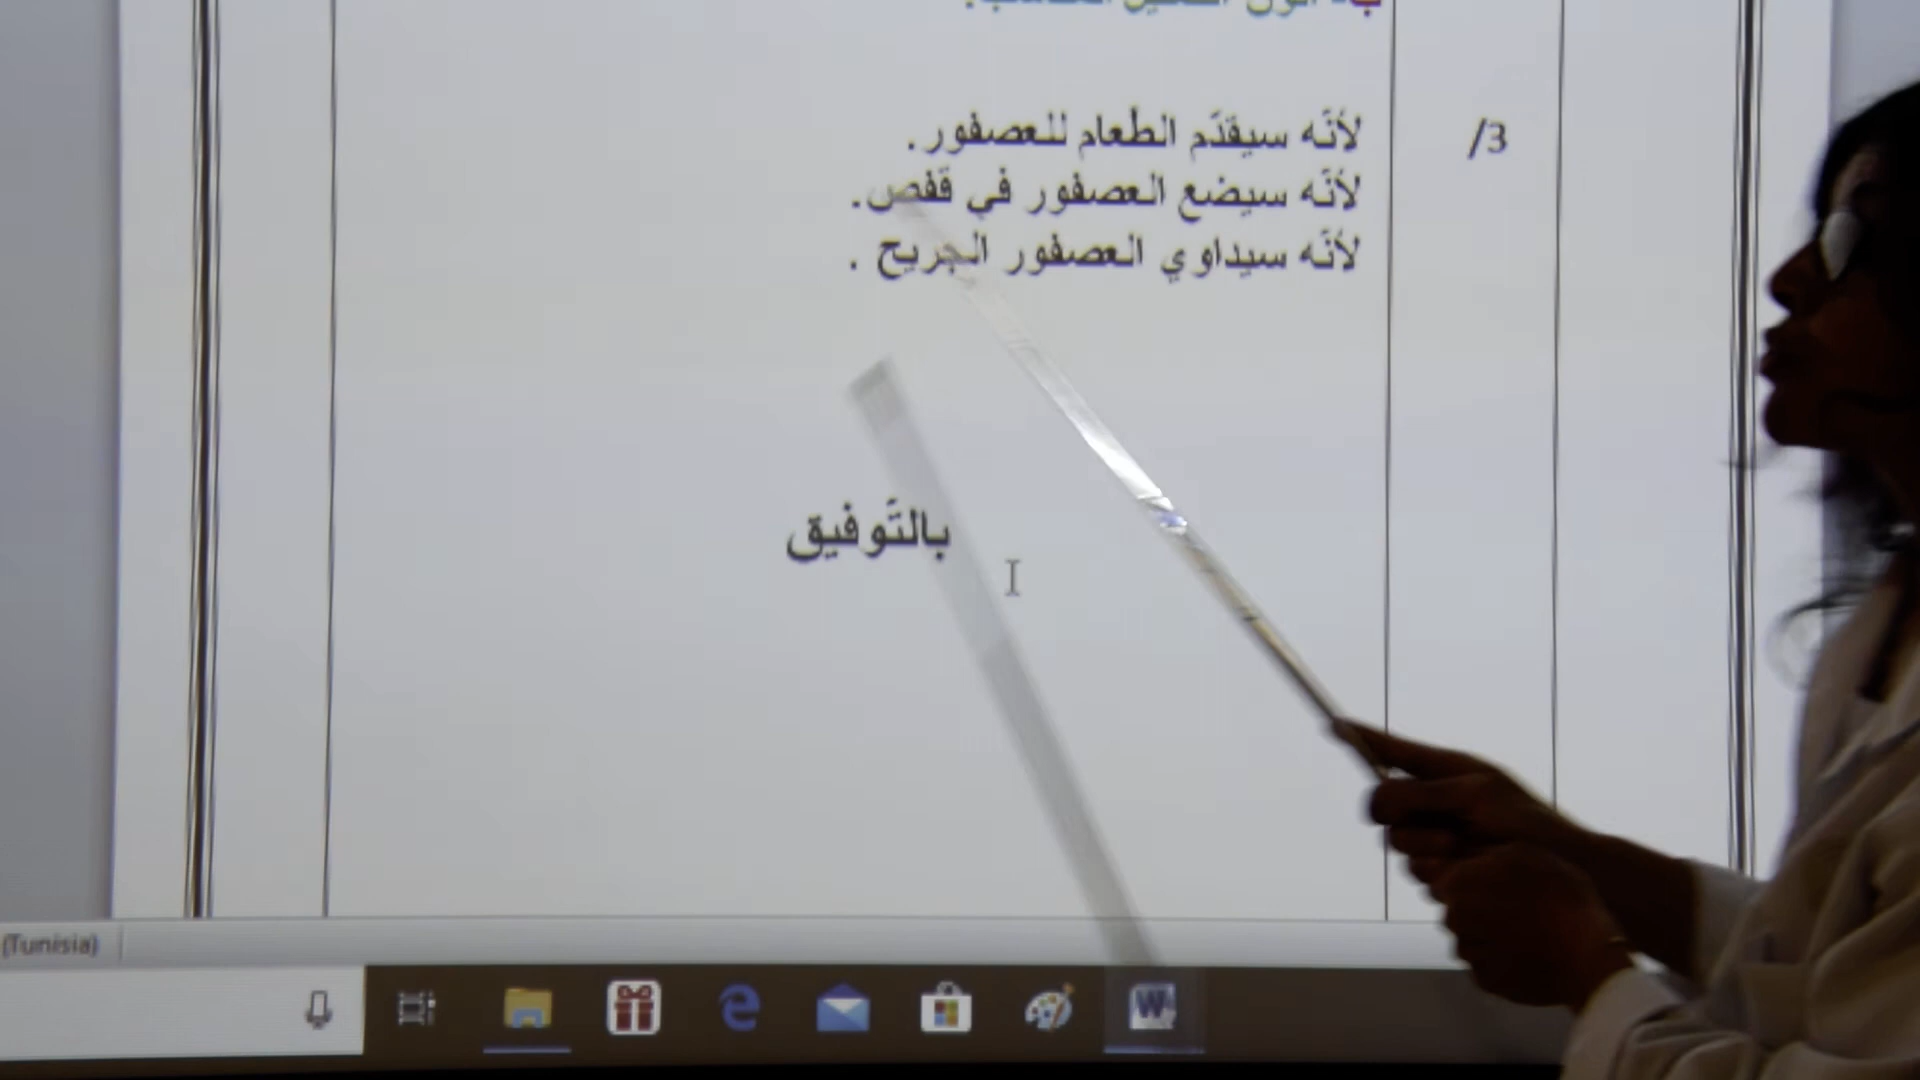 لأنّه سيقدّم الطّعام للعصفور.
3/
لأنّه سيضع العصفور في قفص.
لأنّه سيداوي العصفور الجريح .
بالتّوفيق
(Tunisia)